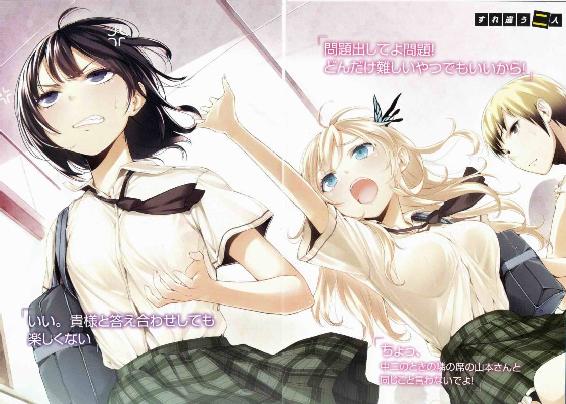 すれ違う二人
「問題出してよ問題!
どんだけ難しいやつでもいいから!」
「いい。貴様と答え合わせしても
楽しくない」
「ちょっ、
中二のときの隣の席の山本さんと
同じこと言わないでよ!」